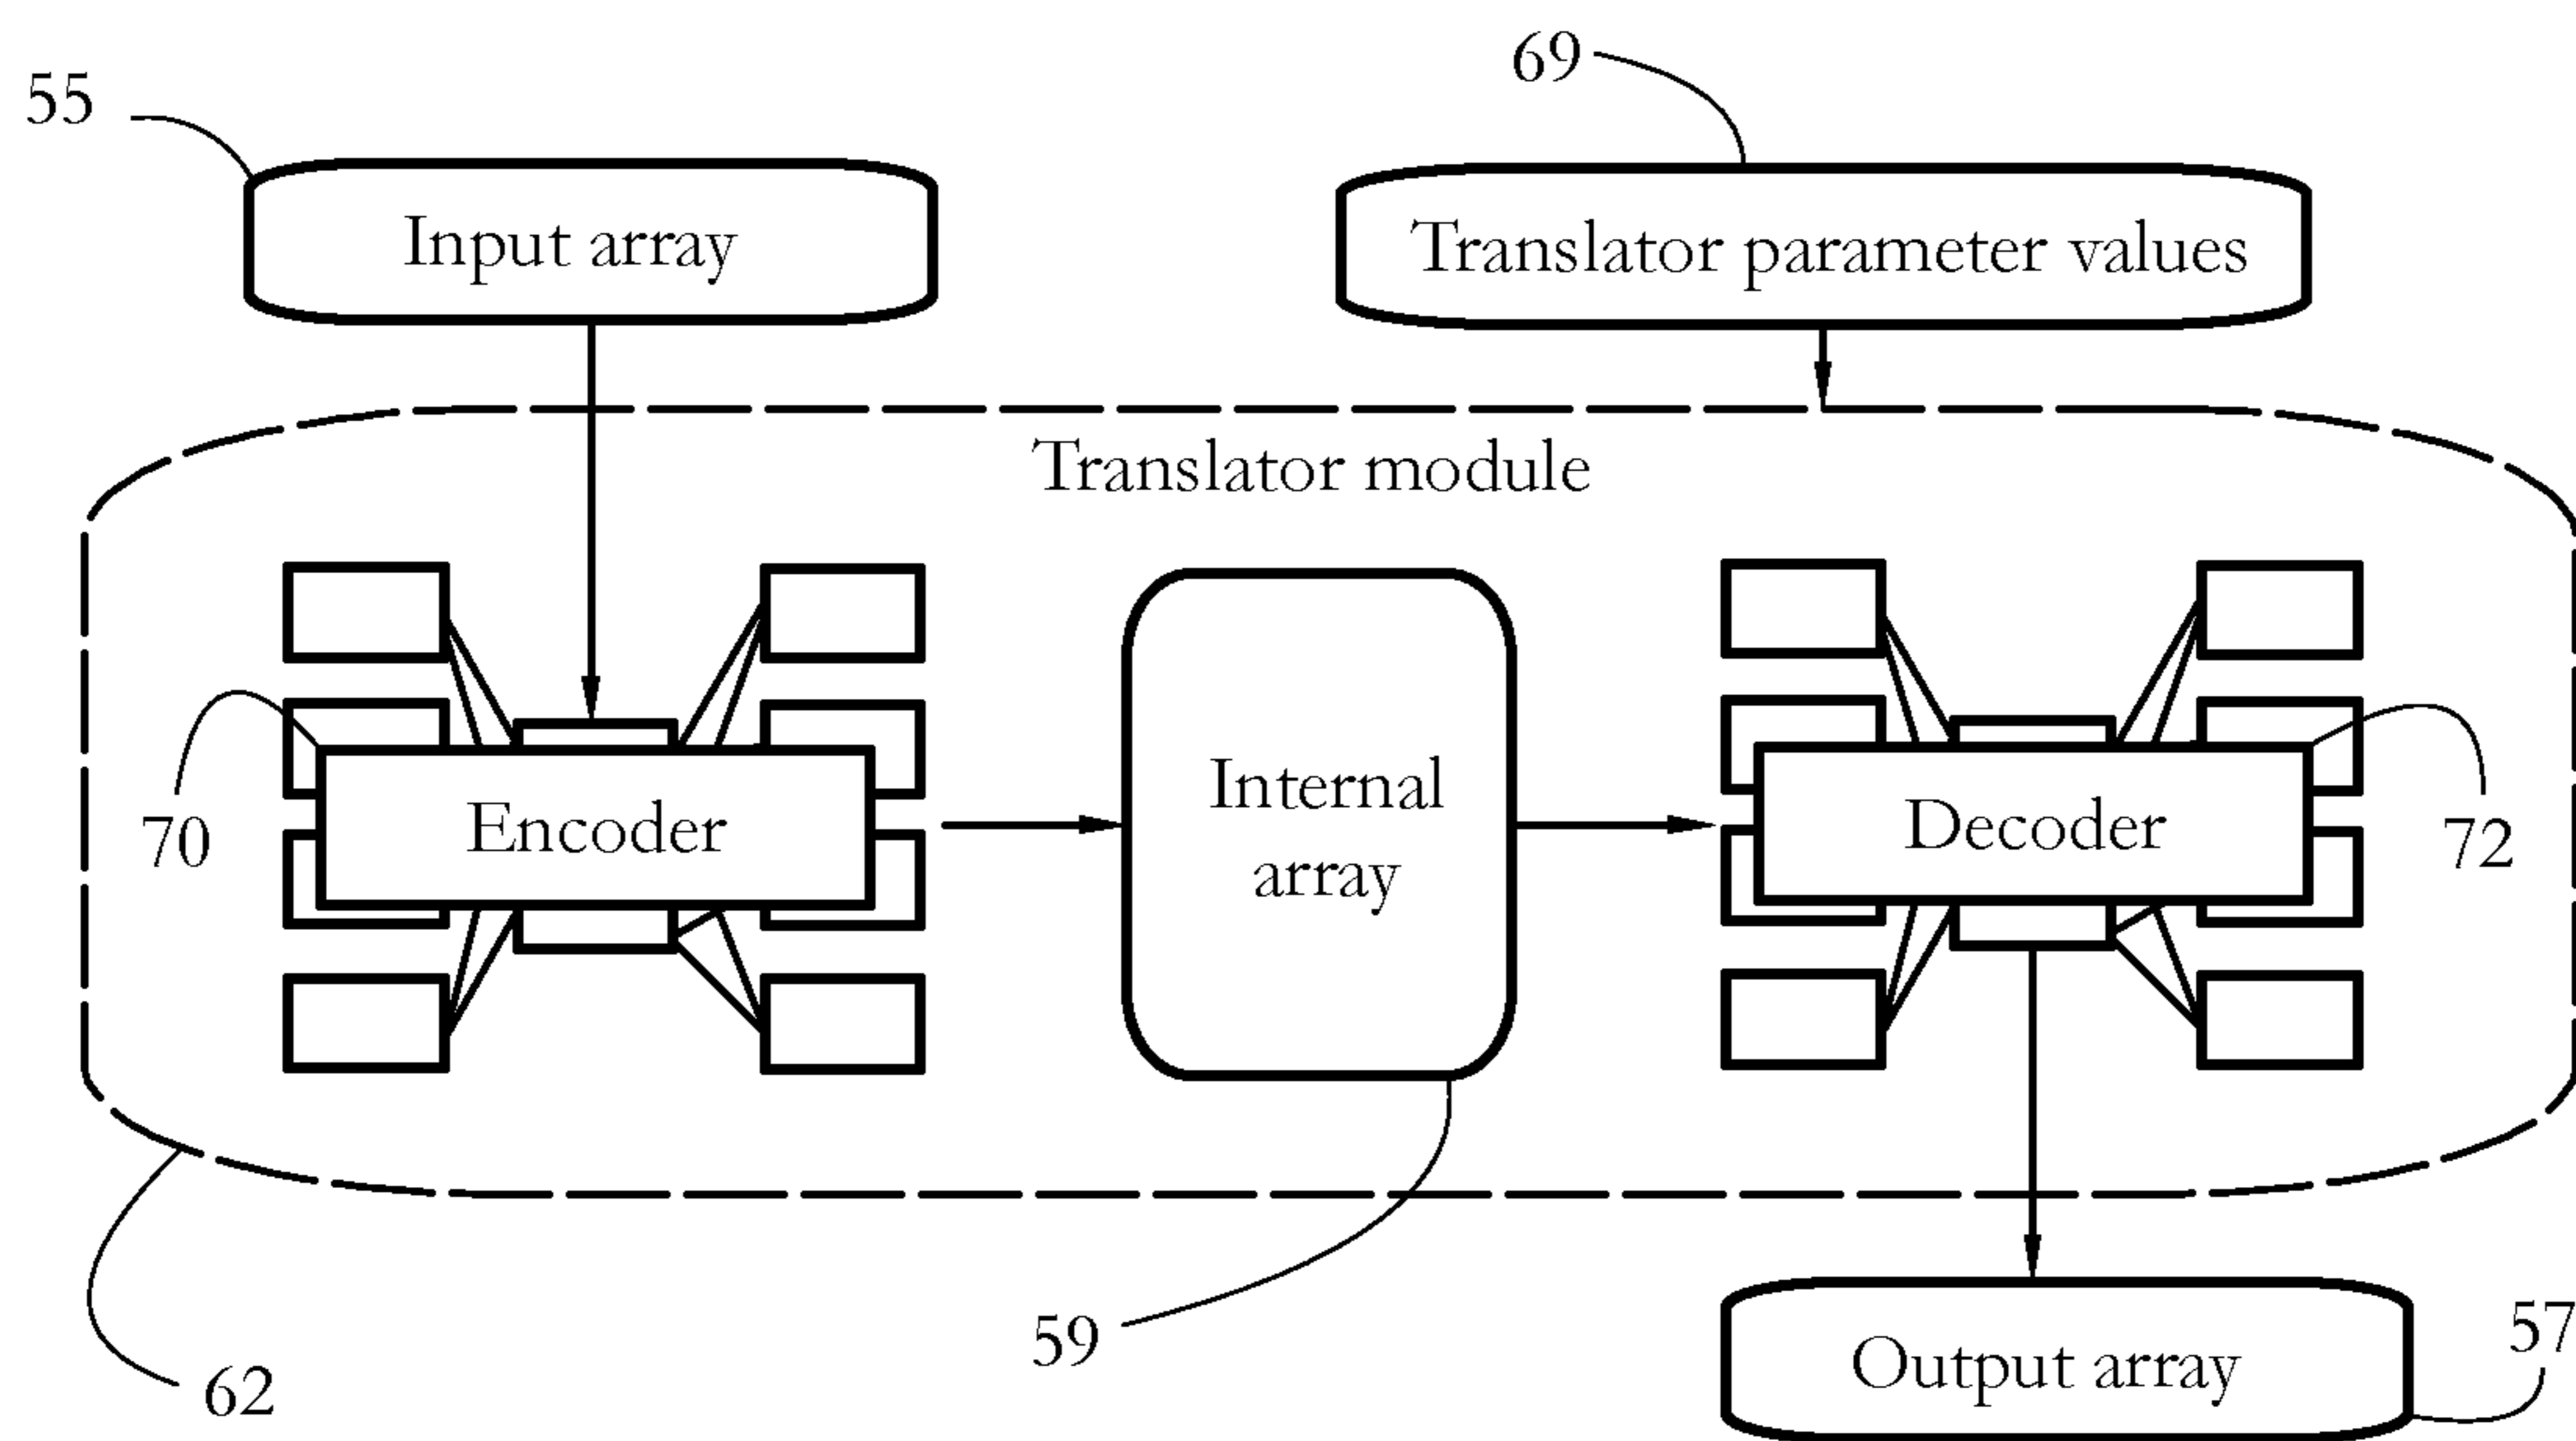 55
69
Input array
Translator parameter values
Translator module
70
Encoder
Internal
array
Decoder
72
62
59
Output array
57